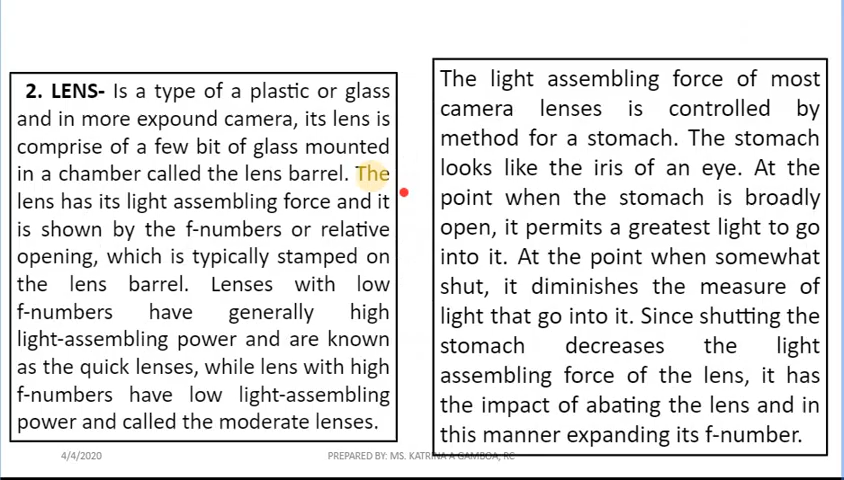 2. LENS- Is a type of a plastic or glass
and in more expound camera, its lens is
comprise of a few bit of glass mounted
in a chamber called the lens barrel. The
lens has its light assembling force and it
is shown by the f-numbers or relative
opening, which is typically stamped on
the lens barrel. Lenses with low
f-numbers have generally high
light-assembling power and are known
as the quick lenses, while lens with high
f-numbers have low light-assembling
power and called the moderate lenses.
The light assembling force of most
camera lenses is controlled by
method for a stomach. The stomach
looks like the iris of an eye. At the
point when the stomach is broadly
open, it permits a greatest light to go
into it. At the point when somewhat
shut, it diminishes the measure of
light that go into it. Since shutting the
stomach decreases the light
assembling force of the lens, it has
the impact of abating the lens and in
this manner expanding its f-number.
4/4/2020
PREPARED BY: MS. KATRINA A GAMBOA, RC